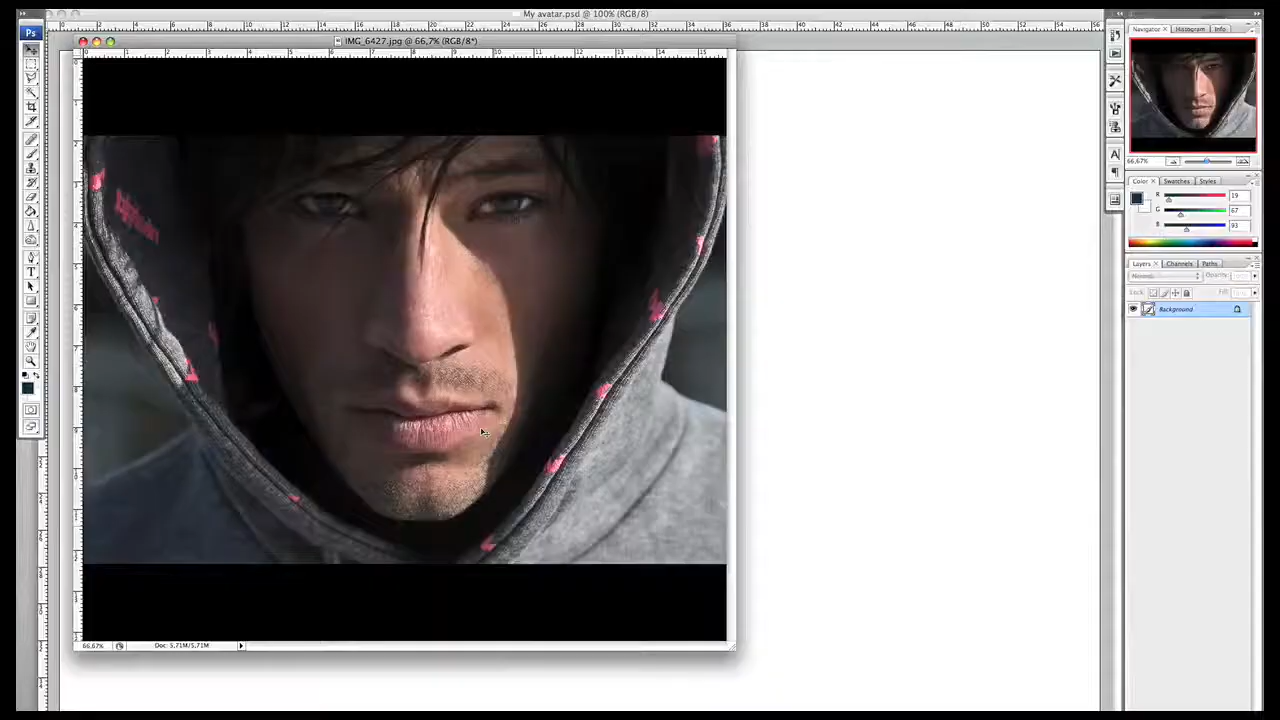 My avatar.psd @ 100% (RGB/8)
Ps
IMG_6427.jpg @ 66,7% (RGB/8*)
Navigator Histogram Info
66,67%
Color Swatches Styles
R 19
G 67
B 93
Layers Channels Paths
Normal Opacity:
Lock: Fill:
Background
66,67% Doc: 5,71M/5,71M